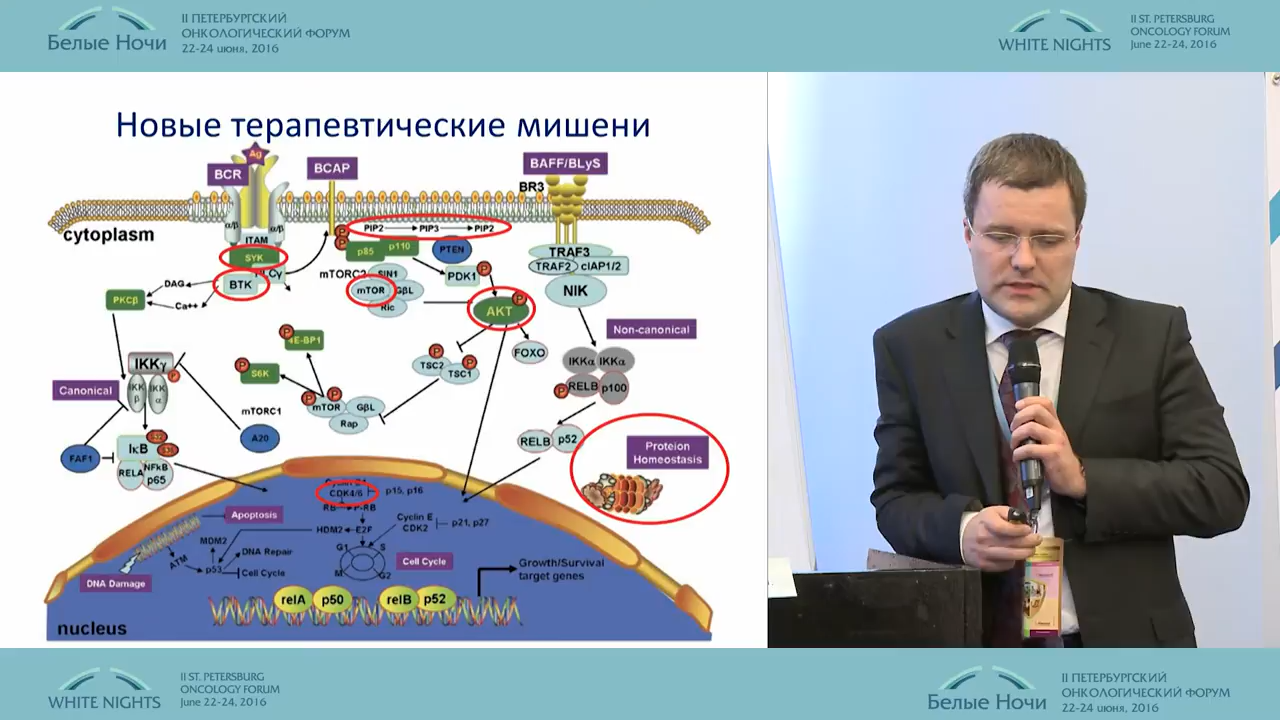 Белые Ночи
II ПЕТЕРБУРГСКИЙ
ОНКОЛОГИЧЕСКИЙ ФОРУМ
22-24 июня, 2016
WHITE NIGHTS
II ST. PETERSBURG
ONCOLOGY FORUM
June 22-24, 2016
Новые терапевтические мишени
Ag
BCR
BCAP
BAFF/BLyS
BR3
cytoplasm
α/β
α/β
ITAM
SYK
BTK
DAG
Ca++
PKCβ
PIP2
PIP3
PIP2
P
P
p85
p110
PTEN
mTORC2
SIN1
mTOR
GβL
Ric
PDK1
P
AKT
P
TRAF3
TRAF2
cIAP1/2
NIK
Non-canonical
FOXO
IKKα
IKKα
P
RELB
p100
RELB
p52
P
4E-BP1
P
S6K
P
P
mTOR
GβL
Rap
mTORC1
P
P
TSC2
TSC1
IKKγ
IKK
β
IKK
α
Canonical
A20
FAF1
IκB
RELA
NFkB
p65
Proteion
Homeostasis
CDK4/6
p15, p16
RB
P-RB
Apoptosis
HDM2
E2F
Cyclin E
CDK2
p21, p27
MDM2
ATM
p53
DNA Repair
Cell Cycle
DNA Damage
G1
S
M
G2
Cell Cycle
Growth/Survival
target genes
relA
p50
relB
p52
nucleus
WHITE NIGHTS
II ST. PETERSBURG
ONCOLOGY FORUM
June 22-24, 2016
Белые Ночи
II ПЕТЕРБУРГСКИЙ
ОНКОЛОГИЧЕСКИЙ ФОРУМ
22-24 июня, 2016